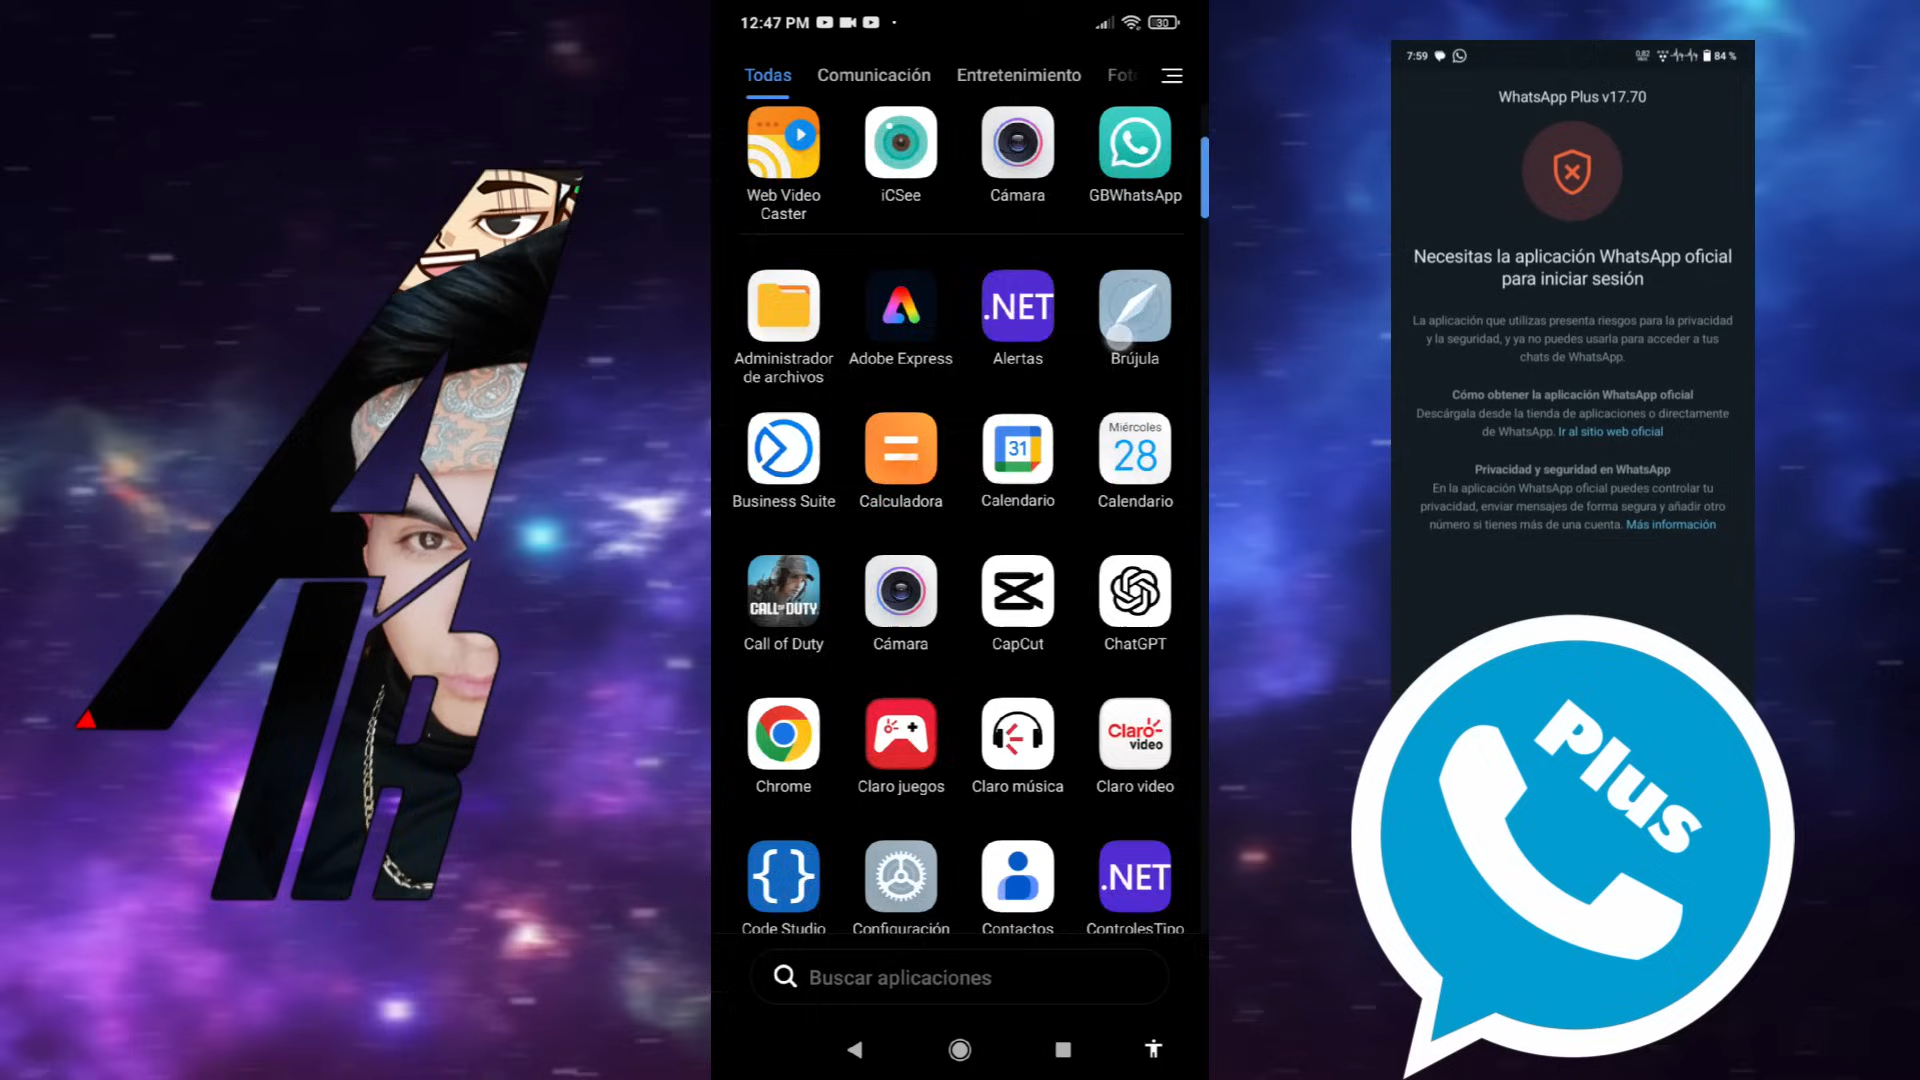 12:47 PM
30
Todas Comunicación Entretenimiento Fot
Web Video
Caster
iCSee
Cámara
GBWhatsApp
.NET
Administrador
de archivos
Adobe Express
Alertas
Brújula
31
Miércoles
28
Business Suite
Calculadora
Calendario
Calendario
CALL OF DUTY
Call of Duty
Cámara
CapCut
ChatGPT
Claro-
video
Chrome
Claro juegos
Claro música
Claro video
{}
.NET
Code Studio
Configuración
Contactos
ControlesTipo
Buscar aplicaciones
7:59
84 %
WhatsApp Plus v17.70
Necesitas la aplicación WhatsApp oficial
para iniciar sesión
La aplicación que utilizas presenta riesgos para la privacidad
y la seguridad, y ya no puedes usarla para acceder a tus
chats de WhatsApp.
Cómo obtener la aplicación WhatsApp oficial
Descárgala desde la tienda de aplicaciones o directamente
de WhatsApp. Ir al sitio web oficial
Privacidad y seguridad en WhatsApp
En la aplicación WhatsApp oficial puedes controlar tu
privacidad, enviar mensajes de forma segura y añadir otro
número si tienes más de una cuenta. Más información
Plus